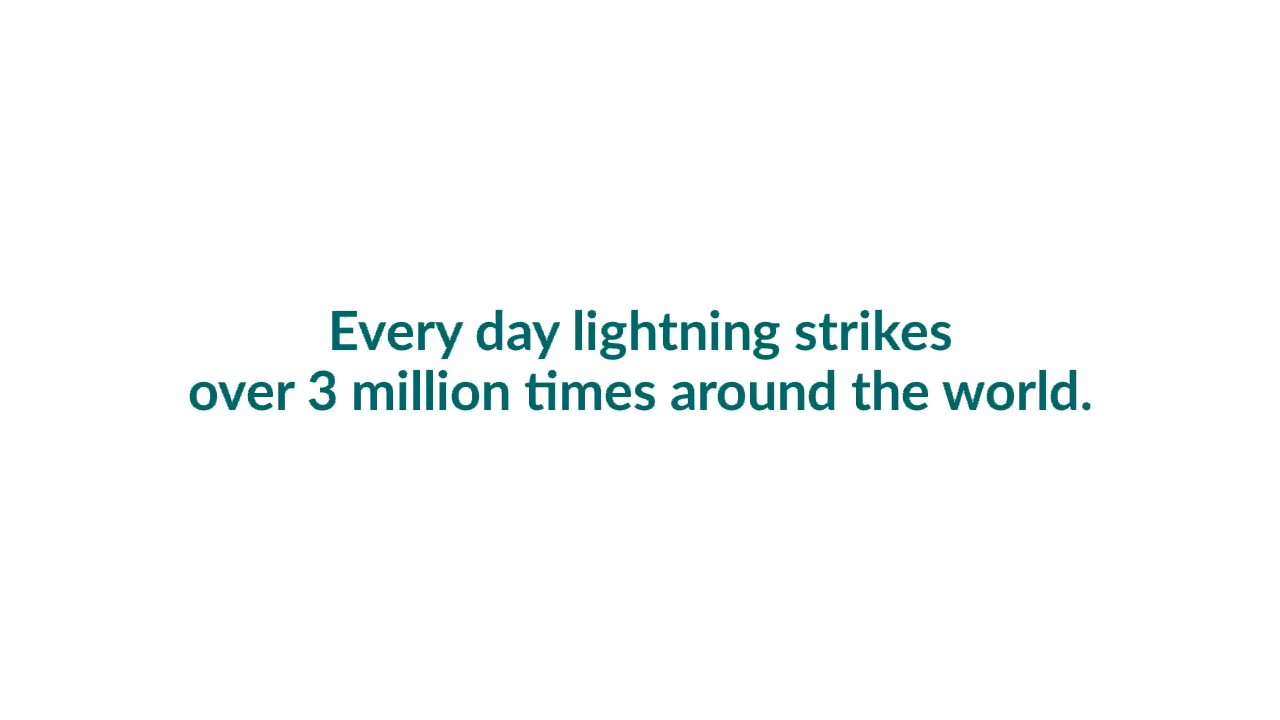 Every day lightning strikes
over 3 million times around the world.